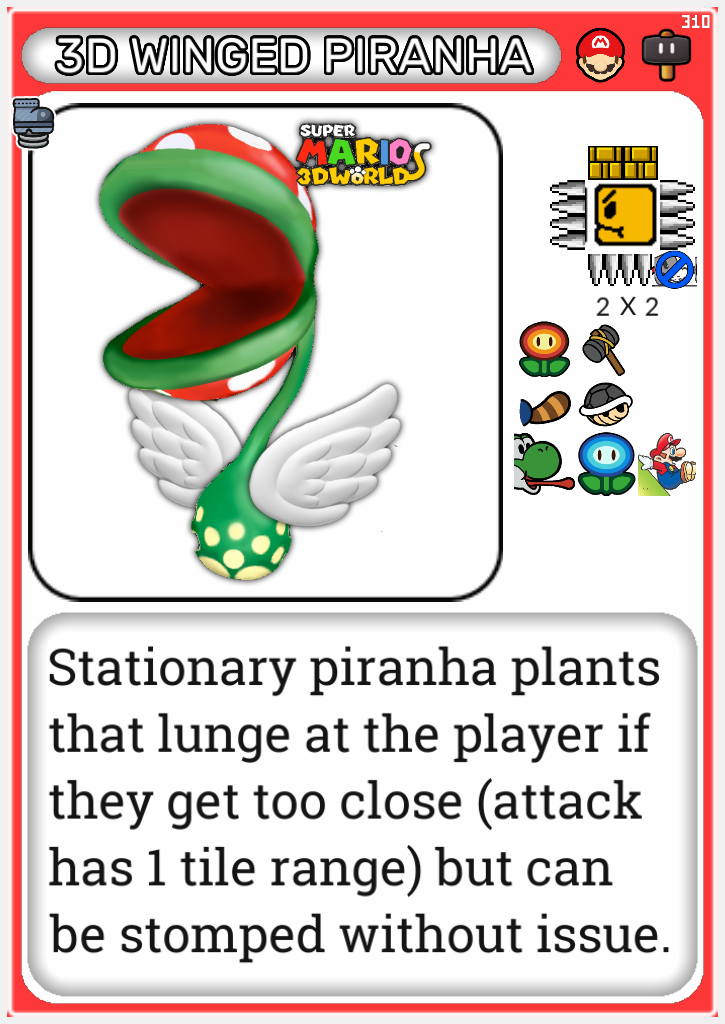 310
3D WINGED PIRANHA
M
SUPER
MARIO
3DWORLD
2 X 2
Stationary piranha plants
that lunge at the player if
they get too close (attack
has 1 tile range) but can
be stomped without issue.